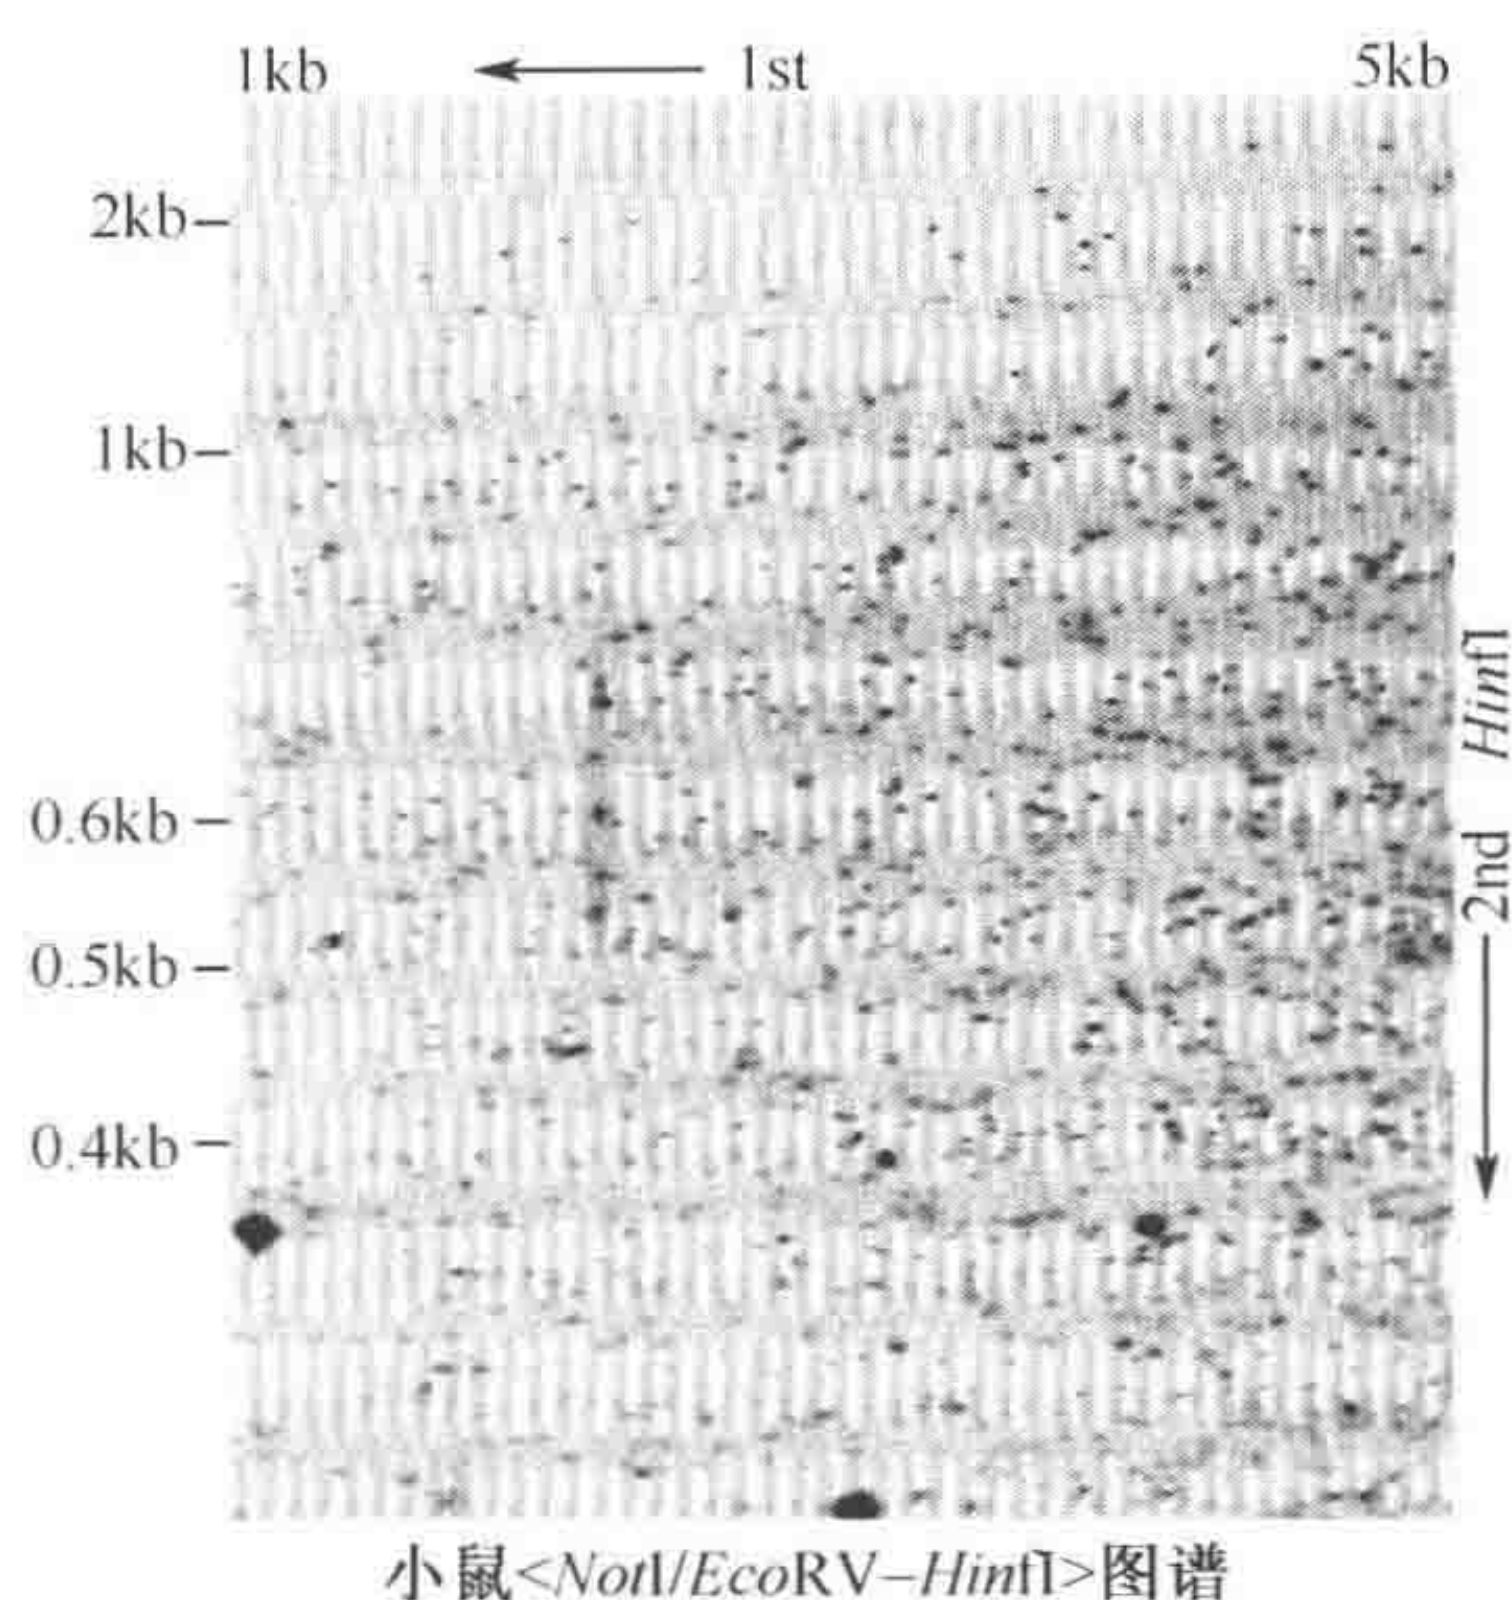 1kb ← 1st 5kb
2kb
1kb
0.6kb
0.5kb
0.4kb
2nd HinfI
小鼠<NotI/EcoRV–HinfI>图谱